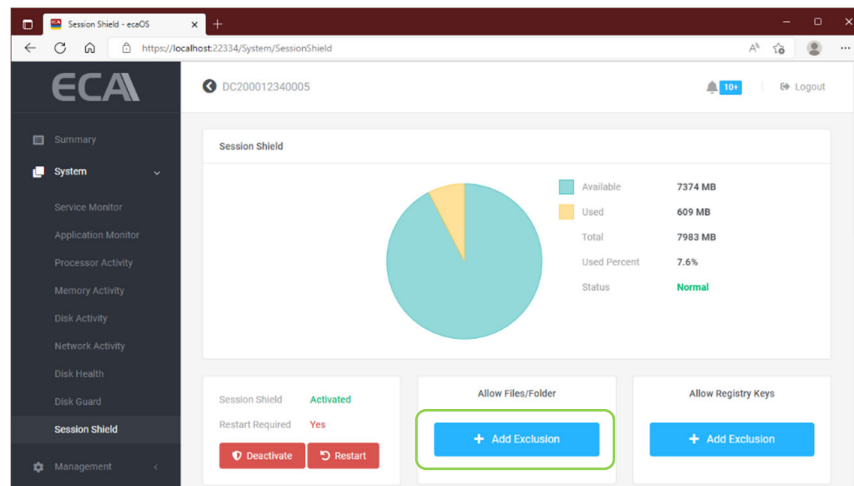 Session Shield - ecaOS
https://localhost:22334/System/SessionShield
ECA
DC200012340005
10+
Logout
Summary
System
Service Monitor
Application Monitor
Processor Activity
Memory Activity
Disk Activity
Network Activity
Disk Health
Disk Guard
Session Shield
Management
Session Shield
Available 7374 MB
Used 609 MB
Total 7983 MB
Used Percent 7.6%
Status Normal
Session Shield Activated
Restart Required Yes
Deactivate Restart
Allow Files/Folder
+ Add Exclusion
Allow Registry Keys
+ Add Exclusion